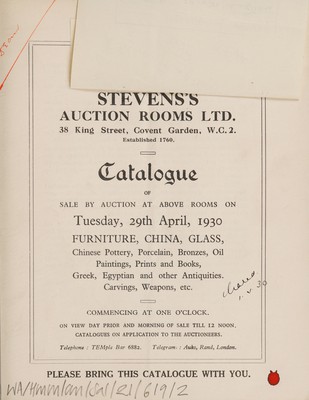 STEVENS'S
AUCTION ROOMS LTD.
38 King Street, Covent Garden, W.C. 2.
Established 1760.
Catalogue
OF
SALE BY AUCTION AT ABOVE ROOMS ON
Tuesday, 29th April, 1930
FURNITURE, CHINA, GLASS,
Chinese Pottery, Porcelain, Bronzes, Oil
Paintings, Prints and Books,
Greek, Egyptian and other Antiquities.
Carvings, Weapons, etc.
COMMENCING AT ONE O'CLOCK.
ON VIEW DAY PRIOR AND MORNING OF SALE TILL 12 NOON,
CATALOGUES ON APPLICATION TO THE AUCTIONEERS.
Telephone : TEMple Bar 6882. Telegram : Auks, Rand, London.
PLEASE BRING THIS CATALOGUE WITH YOU.